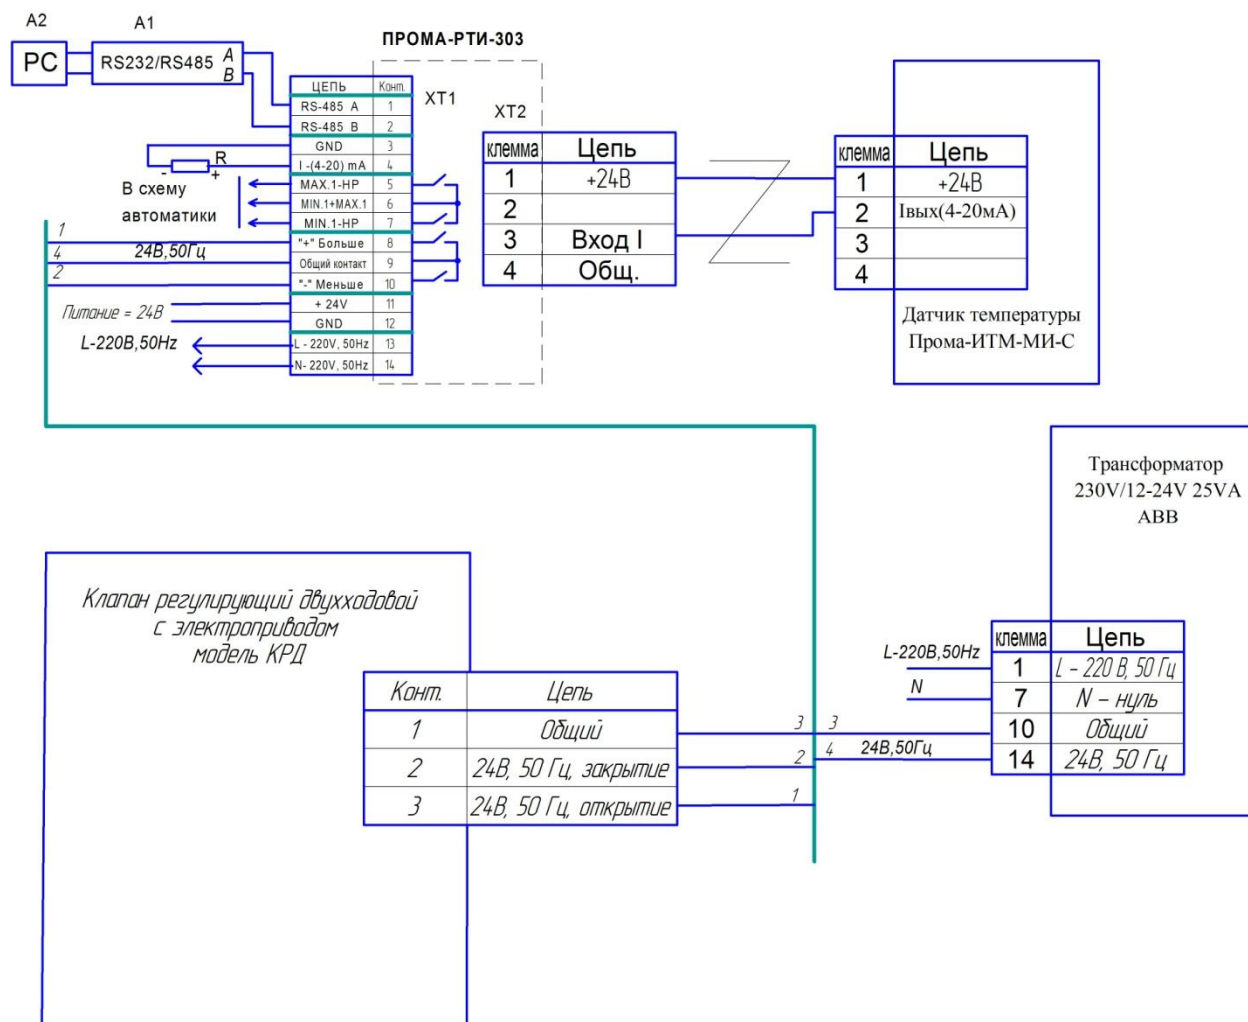 A2
A1
ПРОМА-РТИ-303
PC
RS232/RS485 A
B
ЦЕПЬ Конт.
XT1
RS-485 A 1
RS-485 B 2
GND 3
I -(4-20) mA 4
MAX.1-HP 5
MIN.1+MAX.1 6
MIN.1-HP 7
"+" Больше 8
Общий контакт 9
"-" Меньше 10
+ 24V 11
GND 12
L - 220V, 50Hz 13
N- 220V, 50Hz 14
R
- +
В схему
автоматики
1
4 24В,50Гц
2
Питание = 24В
L-220В,50Hz
XT2
клемма Цепь
1 +24В
2
3 Вход I
4 Общ.
клемма Цепь
1 +24В
2 Iвых(4-20мА)
3
4
Датчик температуры
Прома-ИТМ-МИ-С
Трансформатор
230V/12-24V 25VA
ABB
Клапан регулирующий двухходовой
с электроприводом
модель КРД
Конт. Цепь
1 Общий
2 24В, 50 Гц, закрытие
3 24В, 50 Гц, открытие
3 3
2 4 24В,50Гц
1
L-220В,50Hz
N
клемма Цепь
1 L – 220 В, 50 Гц
7 N – нуль
10 Общий
14 24В, 50 Гц